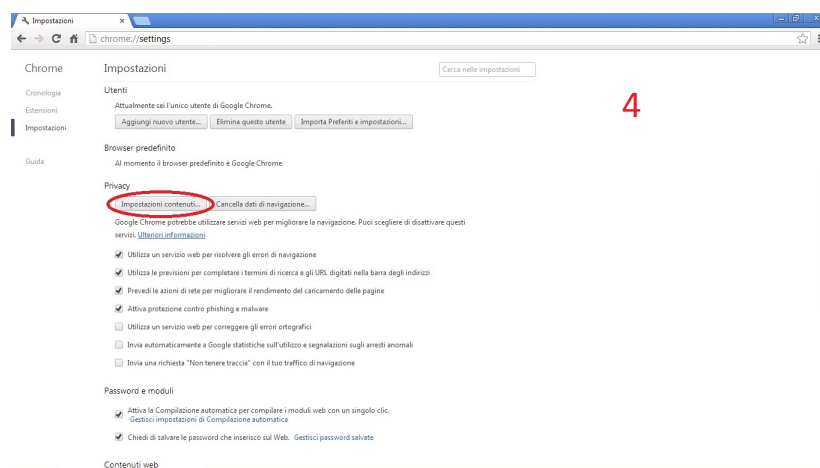 Impostazioni
chrome://settings
Chrome
Impostazioni
Cerca nelle impostazioni
4
Cronologia
Estensioni
Impostazioni
Guida
Utenti
Attualmente sei l'unico utente di Google Chrome.
Aggiungi nuovo utente... Elimina questo utente Importa Preferiti e impostazioni...
Browser predefinito
Al momento il browser predefinito è Google Chrome.
Privacy
Impostazioni contenuti... Cancella dati di navigazione...
Google Chrome potrebbe utilizzare servizi web per migliorare la navigazione. Puoi scegliere di disattivare questi
servizi. Ulteriori informazioni
Utilizza un servizio web per risolvere gli errori di navigazione
Utilizza le previsioni per completare i termini di ricerca e gli URL digitati nella barra degli indirizzi
Prevedi le azioni di rete per migliorare il rendimento del caricamento delle pagine
Attiva protezione contro phishing e malware
Utilizza un servizio web per correggere gli errori ortografici
Invia automaticamente a Google statistiche sull'utilizzo e segnalazioni sugli arresti anomali
Invia una richiesta "Non tenere traccia" con il tuo traffico di navigazione
Password e moduli
Attiva la Compilazione automatica per compilare i moduli web con un singolo clic.
Gestisci impostazioni di Compilazione automatica
Chiedi di salvare le password che inserisco sul Web. Gestisci password salvate
Contenuti web